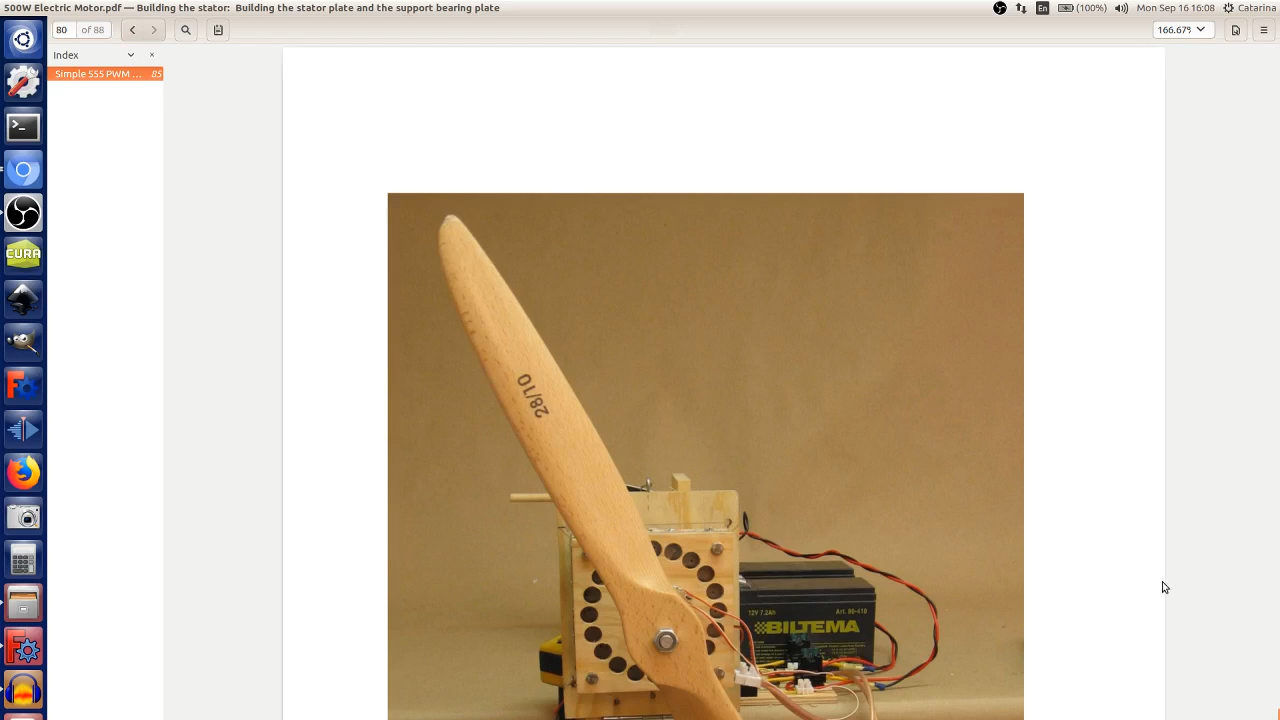 500W Electric Motor.pdf — Building the stator: Building the stator plate and the support bearing plate
En
(100%)
Mon Sep 16 16:08
Catarina
80
of 88
166.67%
Index
Simple 555 PWM ...
85
CURA
28/10
12V 7.2Ah
Art. 80-410
BILTEMA